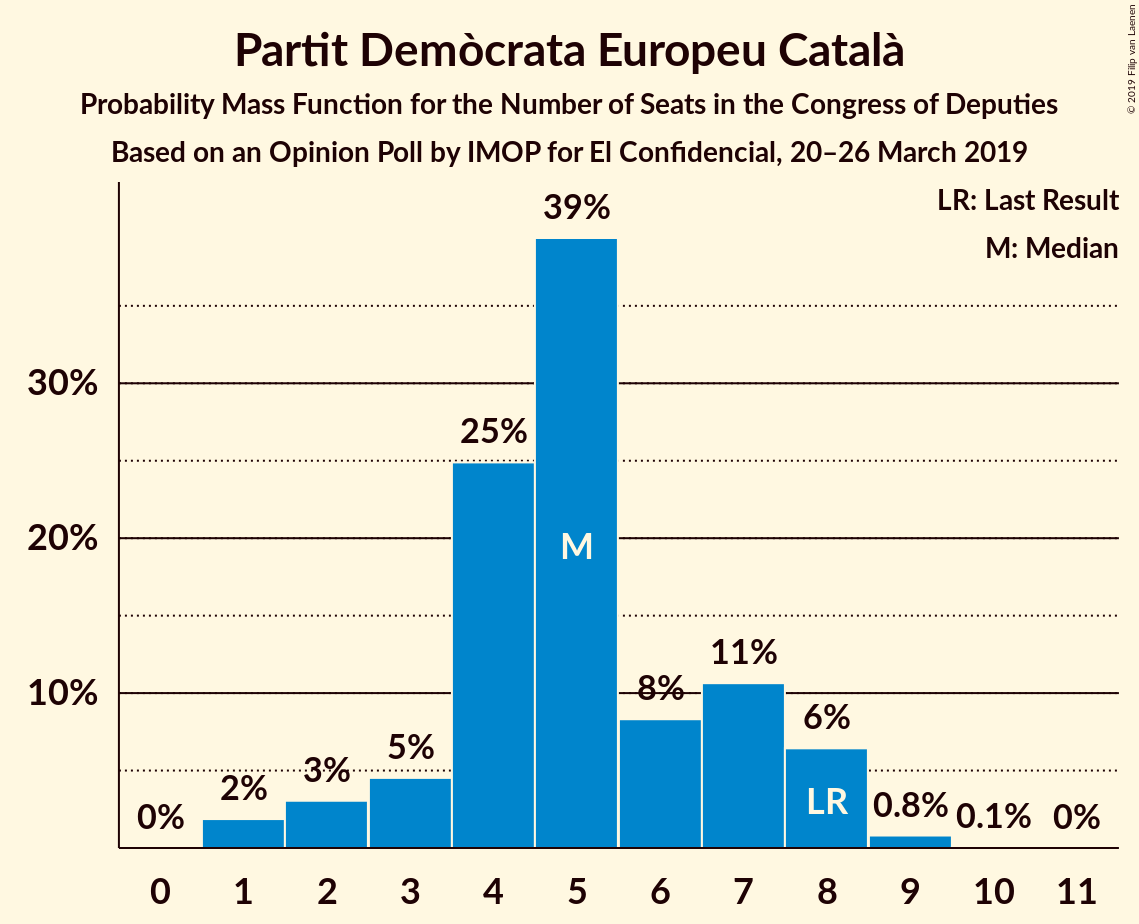 Partit Demòcrata Europeu Català
Probability Mass Function for the Number of Seats in the Congress of Deputies
Based on an Opinion Poll by IMOP for El Confidencial, 20–26 March 2019
© 2019 Filip van Laenen
LR: Last Result
M: Median
39%
30%
25%
20%
M
11%
10%
8%
6%
5%
3%
2%
LR
0%
0.8%
0.1%
0%
0 1 2 3 4 5 6 7 8 9 10 11